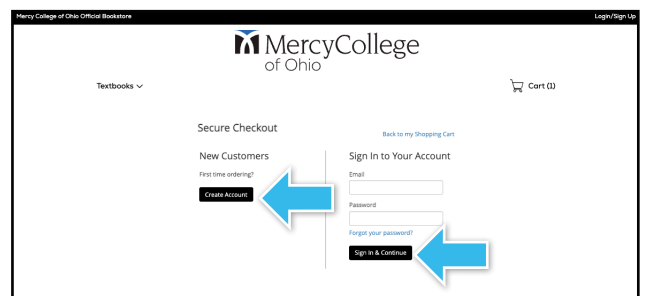 Mercy College of Ohio Official Bookstore
Login/Sign Up
MercyCollege
of Ohio
Textbooks
Cart (1)
Secure Checkout
Back to my Shopping Cart
New Customers
First time ordering?
Create Account
Sign In to Your Account
Email
Password
Forgot your password?
Sign In & Continue